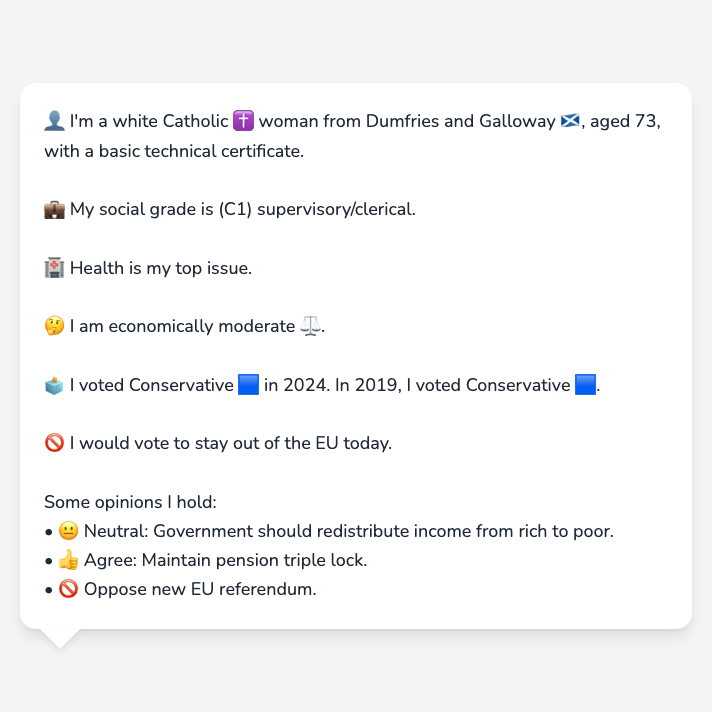 👤 I'm a white Catholic ✝️ woman from Dumfries and Galloway 🏴󠁧󠁢󠁳󠁣󠁴󠁿, aged 73,
with a basic technical certificate.
💼 My social grade is (C1) supervisory/clerical.
🏥 Health is my top issue.
🤔 I am economically moderate ⚖️.
🗳️ I voted Conservative 🟦 in 2024. In 2019, I voted Conservative 🟦.
🚫 I would vote to stay out of the EU today.
Some opinions I hold:
• 😐 Neutral: Government should redistribute income from rich to poor.
• 👍 Agree: Maintain pension triple lock.
• 🚫 Oppose new EU referendum.